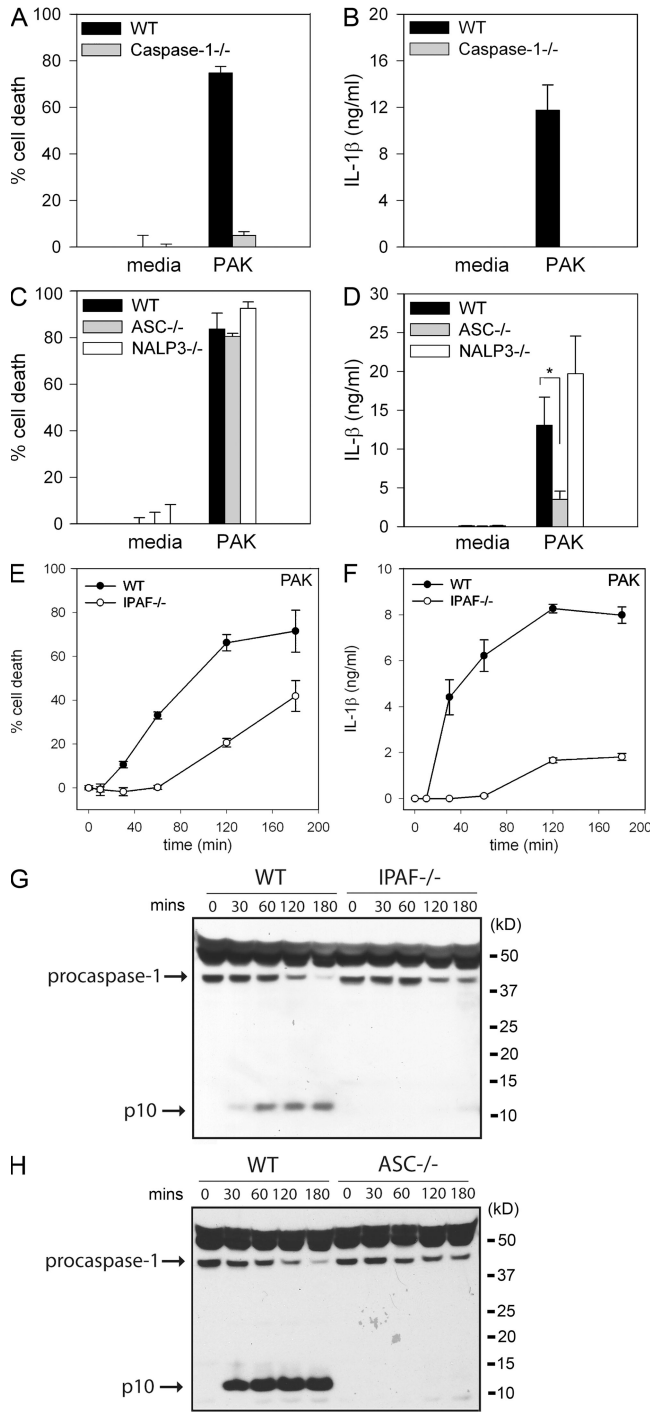 A
B
WT
Caspase-1-/-
% cell death
100
80
60
40
20
0
media
PAK
WT
Caspase-1-/-
IL-1β (ng/ml)
20
16
12
8
4
0
media
PAK
C
D
WT
ASC-/-
NALP3-/-
% cell death
100
80
60
40
20
0
media
PAK
WT
ASC-/-
NALP3-/-
*
IL-β (ng/ml)
30
25
20
15
10
5
0
media
PAK
E
F
WT
IPAF-/-
PAK
% cell death
100
80
60
40
20
0
0 40 80 120 160 200
time (min)
WT
IPAF-/-
PAK
IL-1β (ng/ml)
10
8
6
4
2
0
0 40 80 120 160 200
time (min)
G
WT IPAF-/-
mins 0 30 60 120 180 0 30 60 120 180 (kD)
50
procaspase-1
37
25
20
15
p10
10
H
WT ASC-/-
mins 0 30 60 120 180 0 30 60 120 180 (kD)
50
procaspase-1
37
25
20
15
p10
10